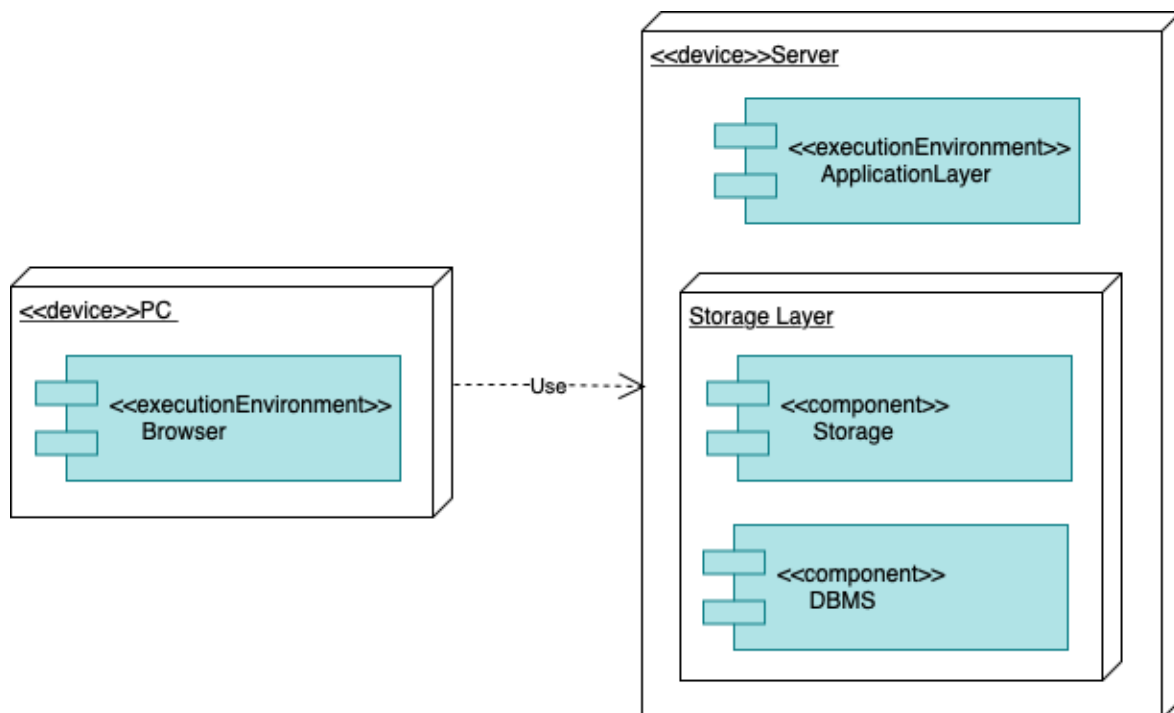 <<device>>PC
<<executionEnvironment>>
Browser
Use
<<device>>Server
<<executionEnvironment>>
ApplicationLayer
Storage Layer
<<component>>
Storage
<<component>>
DBMS